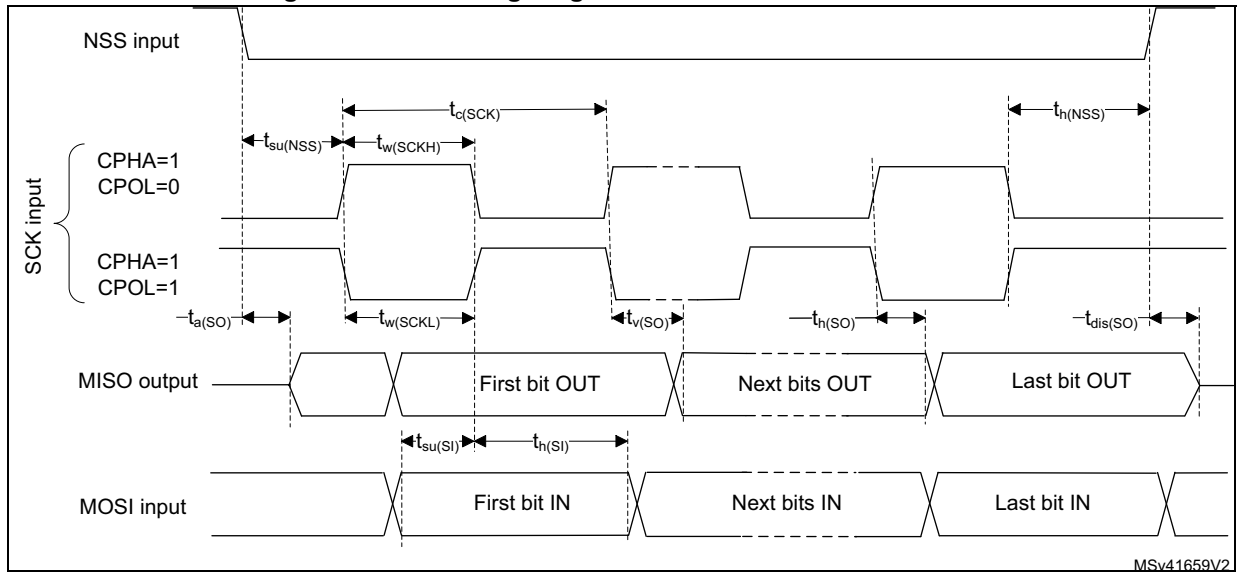 NSS input
tc(SCK)
th(NSS)
tsu(NSS)
tw(SCKH)
CPHA=1
CPOL=0
SCK input
CPHA=1
CPOL=1
ta(SO)
tw(SCKL)
tv(SO)
th(SO)
tdis(SO)
MISO output
First bit OUT
Next bits OUT
Last bit OUT
tsu(SI)
th(SI)
MOSI input
First bit IN
Next bits IN
Last bit IN
MSv41659V2